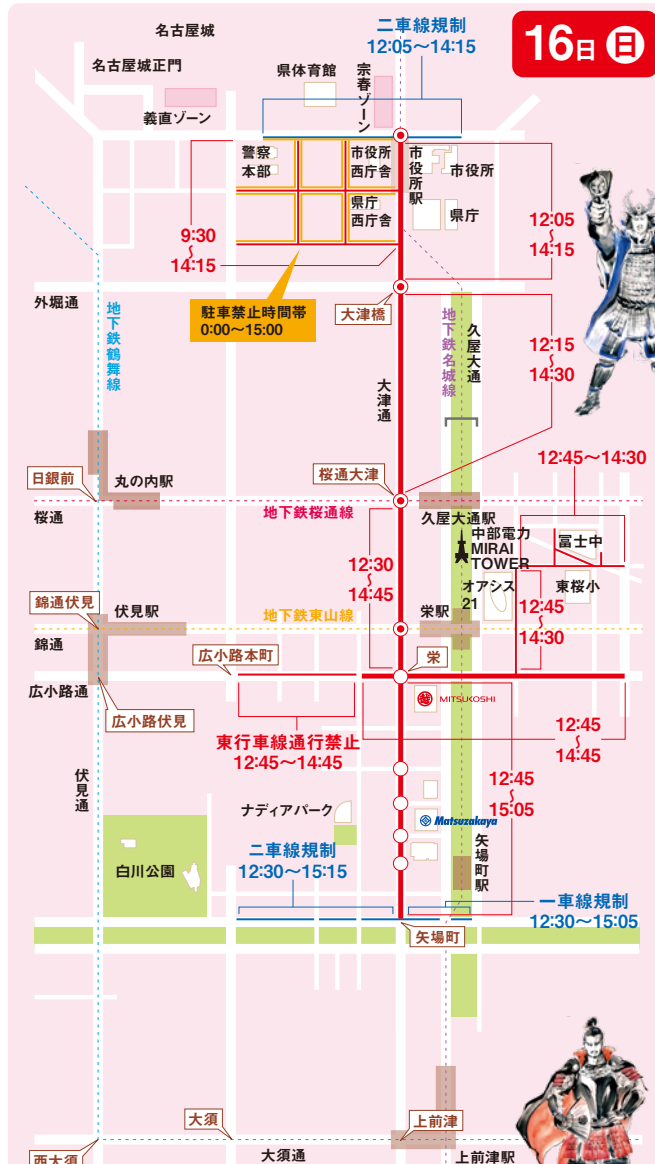 16日 日
名古屋城
二車線規制
12:05〜14:15
名古屋城正門
県体育館
宗春ゾーン
義直ゾーン
警察
本部
市役所
西庁舎
市役所駅
市役所
県庁
西庁舎
県庁
9:30
〜
14:15
12:05
〜
14:15
駐車禁止時間帯
0:00〜15:00
大津橋
外堀通
地下鉄鶴舞線
地下鉄名城線
久屋大通
大津通
12:15
〜
14:30
12:45〜14:30
日銀前
丸の内駅
桜通大津
桜通
地下鉄桜通線
久屋大通駅
中部電力
MIRAI
TOWER
冨士中
12:30
〜
14:45
オアシス
21
東桜小
12:45
〜
14:30
錦通伏見
伏見駅
地下鉄東山線
栄駅
錦通
広小路本町
栄
広小路通
MITSUKOSHI
広小路伏見
東行車線通行禁止
12:45〜14:45
12:45
〜
14:45
伏見通
12:45
〜
15:05
ナディアパーク
Matsuzakaya
白川公園
二車線規制
12:30〜15:15
矢場町駅
一車線規制
12:30〜15:05
矢場町
大須
上前津
西大須
大須通
上前津駅